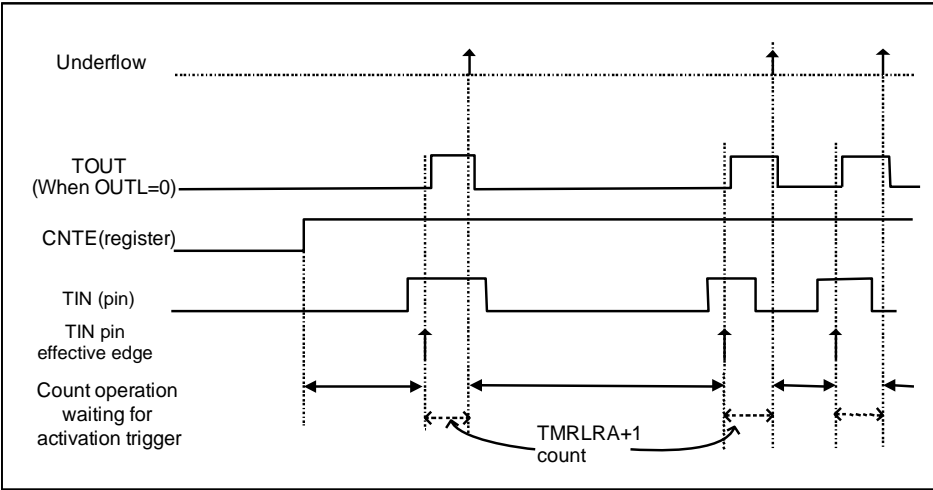 Underflow
TOUT
(When OUTL=0)
CNTE(register)
TIN (pin)
TIN pin
effective edge
Count operation
waiting for
activation trigger
TMRLRA+1
count